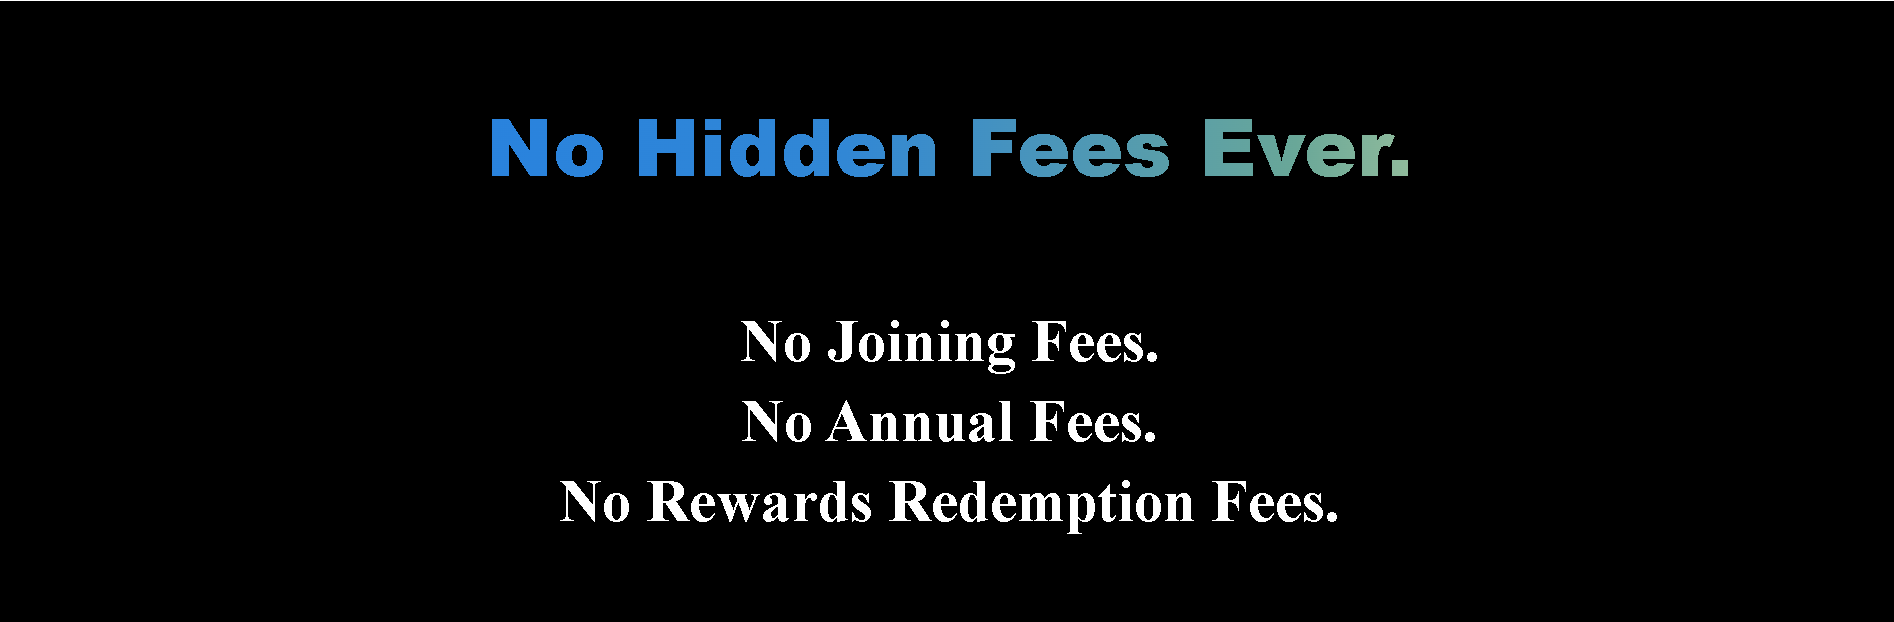 No Hidden Fees Ever.
No Joining Fees.
No Annual Fees.
No Rewards Redemption Fees.